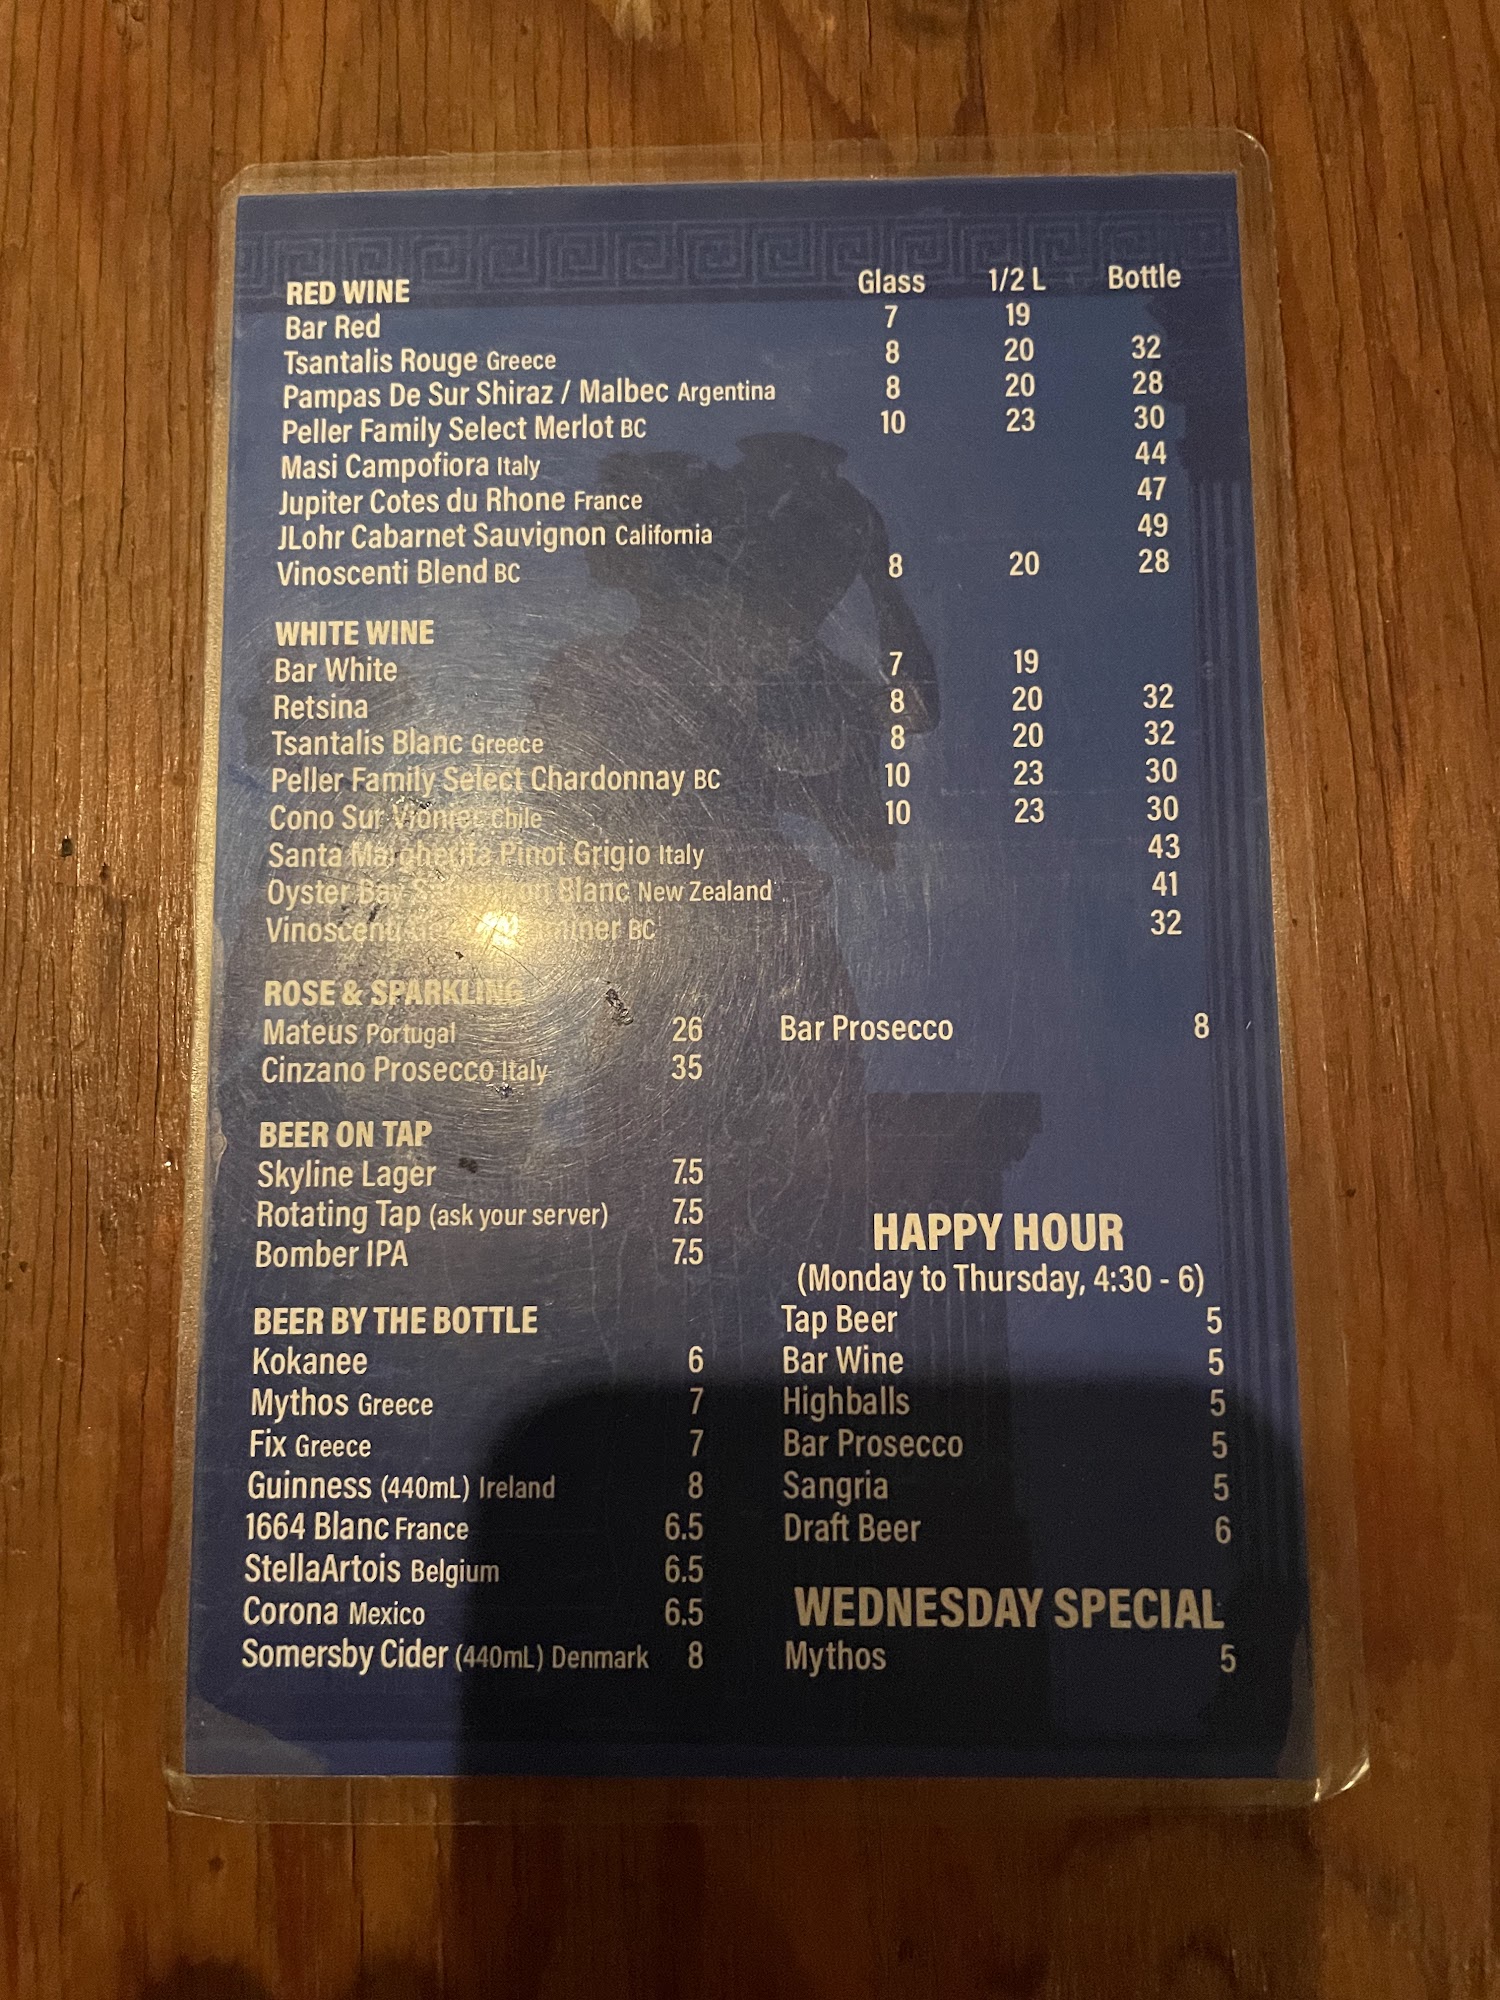 RED WINE Glass 1/2 L Bottle
Bar Red 7 19
Tsantalis Rouge Greece 8 20 32
Pampas De Sur Shiraz / Malbec Argentina 8 20 28
Peller Family Select Merlot BC 10 23 30
Masi Campofiora Italy 44
Jupiter Cotes du Rhone France 47
JLohr Cabarnet Sauvignon California 49
Vinoscenti Blend BC 8 20 28
WHITE WINE
Bar White 7 19
Retsina 8 20 32
Tsantalis Blanc Greece 8 20 32
Peller Family Select Chardonnay BC 10 23 30
Cono Sur Vionier Chile 10 23 30
Santa Margherita Pinot Grigio Italy 43
Oyster Bay Sauvignon Blanc New Zealand 41
Vinoscenti BC 32
ROSE & SPARKLING
Mateus Portugal 26
Cinzano Prosecco Italy 35
Bar Prosecco 8
BEER ON TAP
Skyline Lager 7.5
Rotating Tap (ask your server) 7.5
Bomber IPA 7.5
BEER BY THE BOTTLE
Kokanee 6
Mythos Greece 7
Fix Greece 7
Guinness (440mL) Ireland 8
1664 Blanc France 6.5
StellaArtois Belgium 6.5
Corona Mexico 6.5
Somersby Cider (440mL) Denmark 8
HAPPY HOUR
(Monday to Thursday, 4:30 - 6)
Tap Beer 5
Bar Wine 5
Highballs 5
Bar Prosecco 5
Sangria 5
Draft Beer 6
WEDNESDAY SPECIAL
Mythos 5